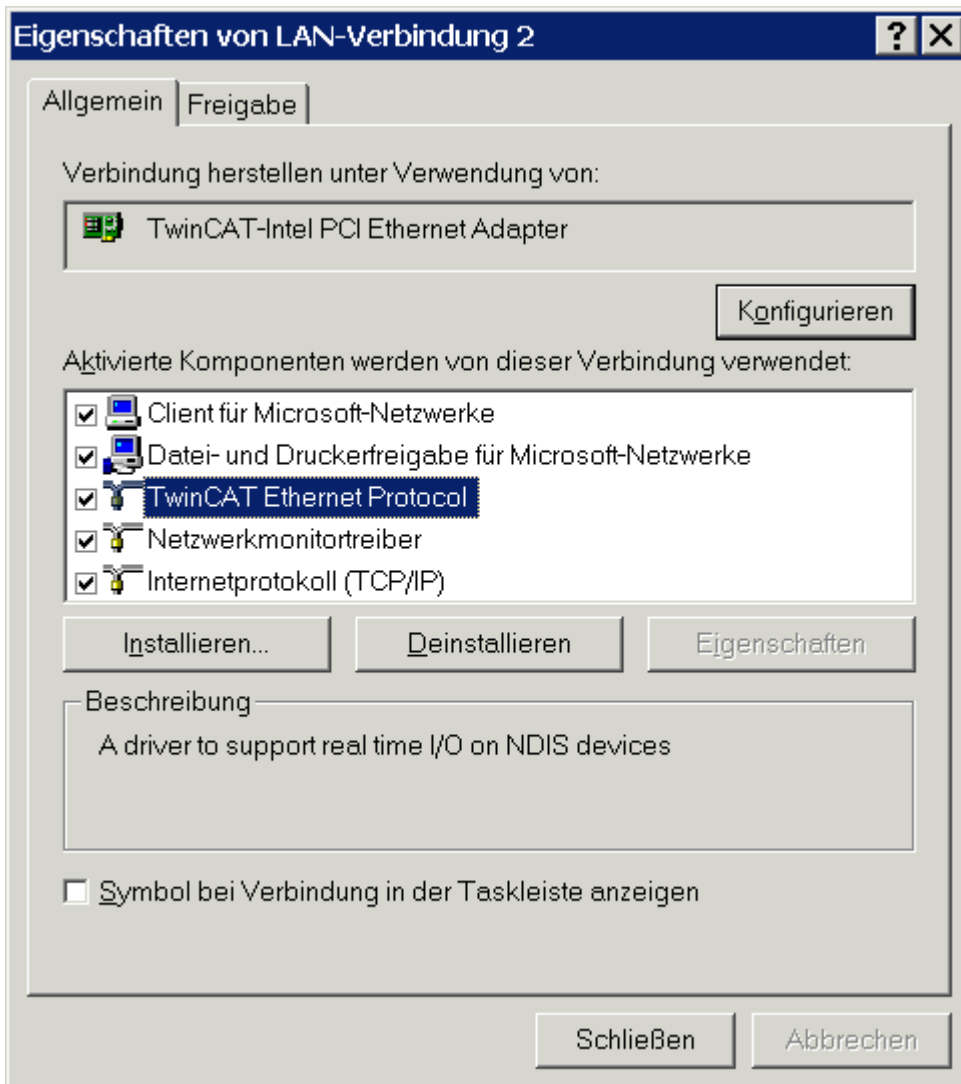 Eigenschaften von LAN-Verbindung 2
Allgemein
Freigabe
Verbindung herstellen unter Verwendung von:
TwinCAT-Intel PCI Ethernet Adapter
Konfigurieren
Aktivierte Komponenten werden von dieser Verbindung verwendet:
Client für Microsoft-Netzwerke
Datei- und Druckerfreigabe für Microsoft-Netzwerke
TwinCAT Ethernet Protocol
Netzwerkmonitortreiber
Internetprotokoll (TCP/IP)
Installieren...
Deinstallieren
Eigenschaften
Beschreibung
A driver to support real time I/O on NDIS devices
Symbol bei Verbindung in der Taskleiste anzeigen
Schließen
Abbrechen